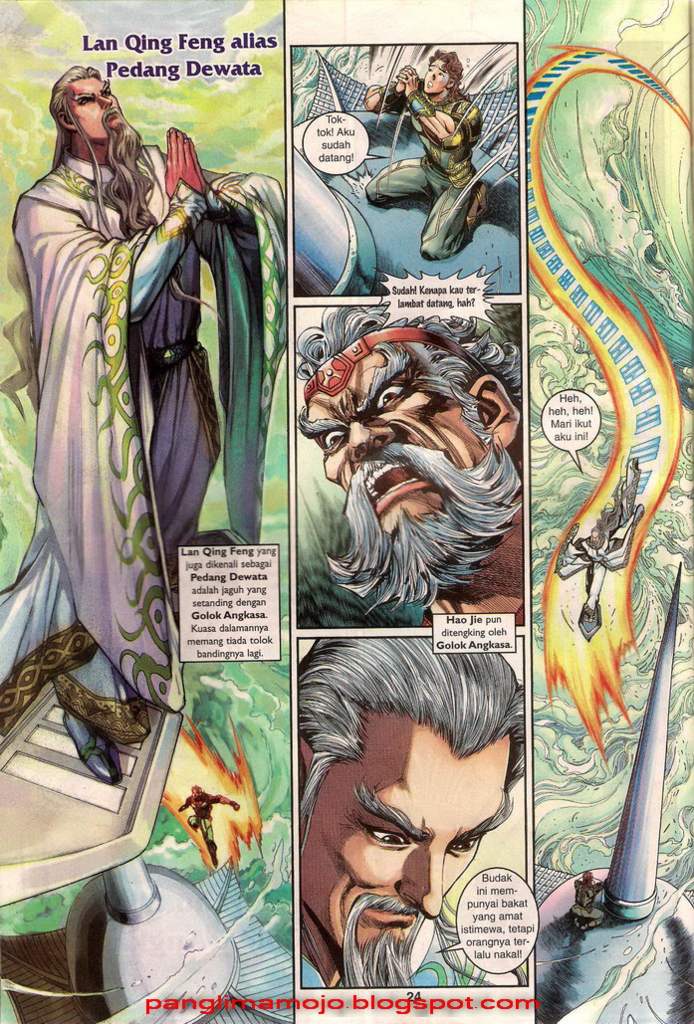 Lan Qing Feng alias
Pedang Dewata
Lan Qing Feng yang
juga dikenali sebagai
Pedang Dewata
adalah jaguh yang
setanding dengan
Golok Angkasa.
Kuasa dalamannya
memang tiada tolok
bandingnya lagi.
Tok-
tok! Aku
sudah
datang!
Sudah! Kenapa kau ter-
lambat datang, hah?
Hao Jie pun
ditengking oleh
Golok Angkasa.
Budak
ini mem-
punyai bakat
yang amat
istimewa, tetapi
orangnya ter-
lalu nakal!
Heh,
heh, heh!
Mari ikut
aku ini!
24
panglimamojo.blogspot.com